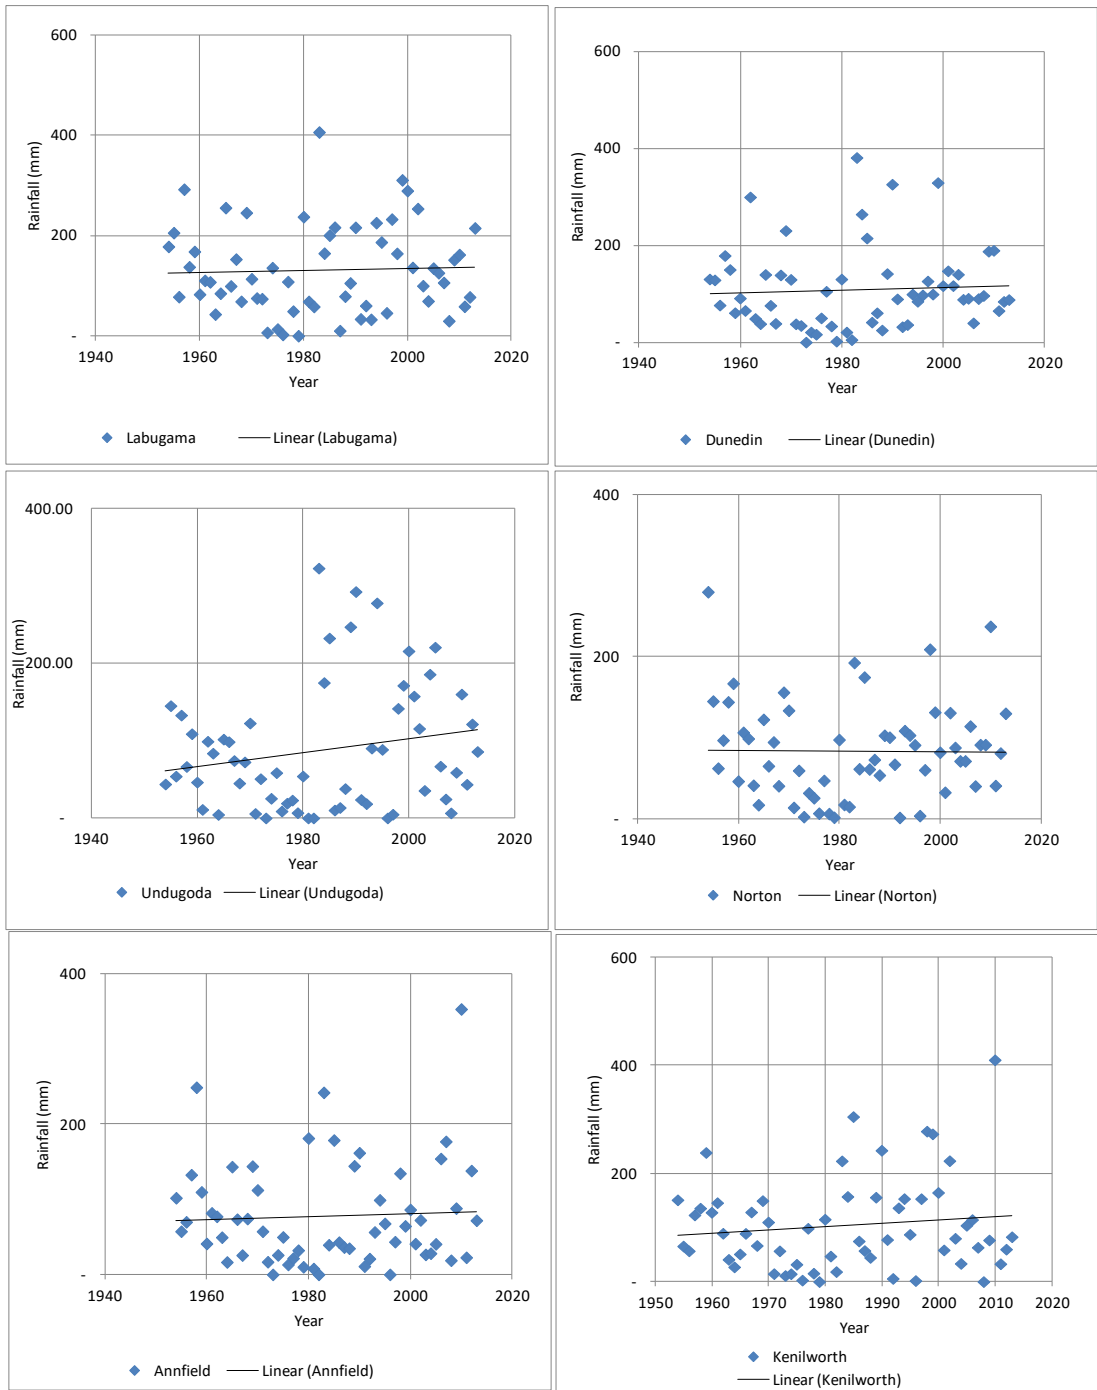 600
400
200
-
Rainfall (mm)
1940 1960 1980 2000 2020
Year
Labugama Linear (Labugama)
600
400
200
-
Rainfall (mm)
1940 1960 1980 2000 2020
Year
Dunedin Linear (Dunedin)
400.00
200.00
-
Rainfall (mm)
1940 1960 1980 2000 2020
Year
Undugoda Linear (Undugoda)
400
200
-
Rainfall (mm)
1940 1960 1980 2000 2020
Year
Norton Linear (Norton)
400
200
-
Rainfall (mm)
1940 1960 1980 2000 2020
Year
Annfield Linear (Annfield)
600
400
200
-
Rainfall (mm)
1950 1960 1970 1980 1990 2000 2010 2020
Year
Kenilworth
Linear (Kenilworth)